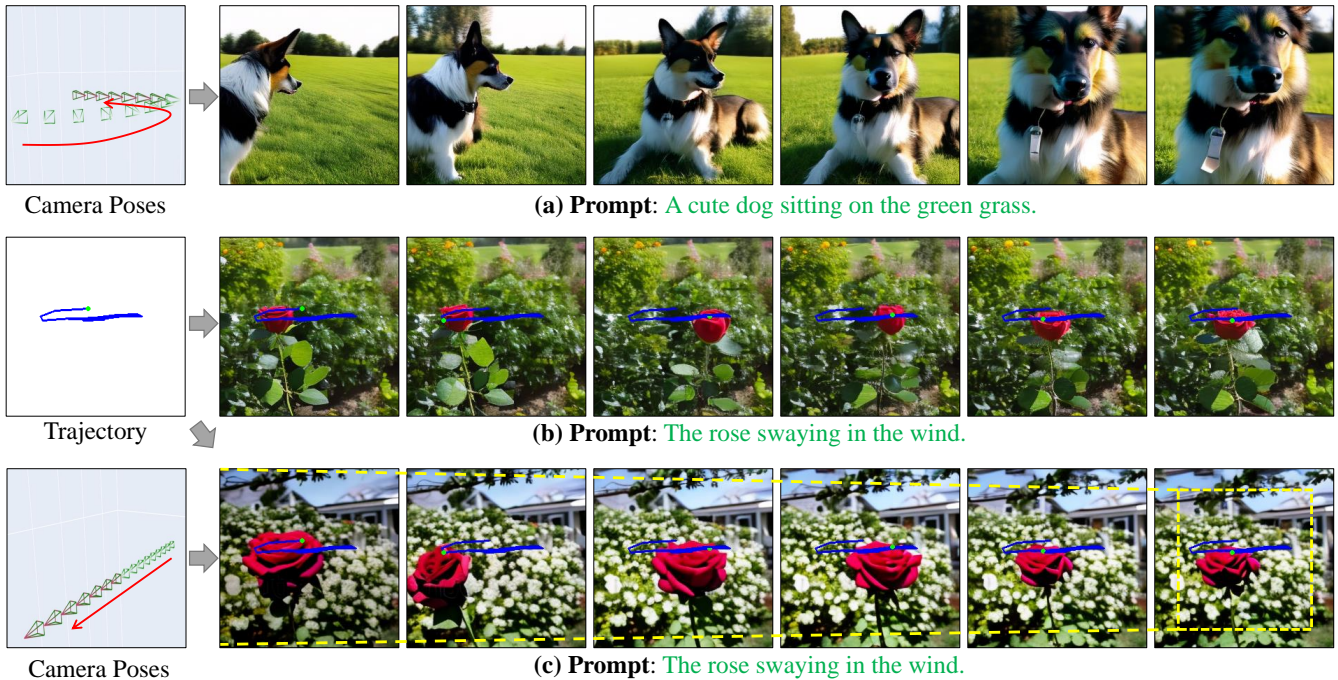 Camera Poses
(a) Prompt: A cute dog sitting on the green grass.
Trajectory
(b) Prompt: The rose swaying in the wind.
Camera Poses
(c) Prompt: The rose swaying in the wind.